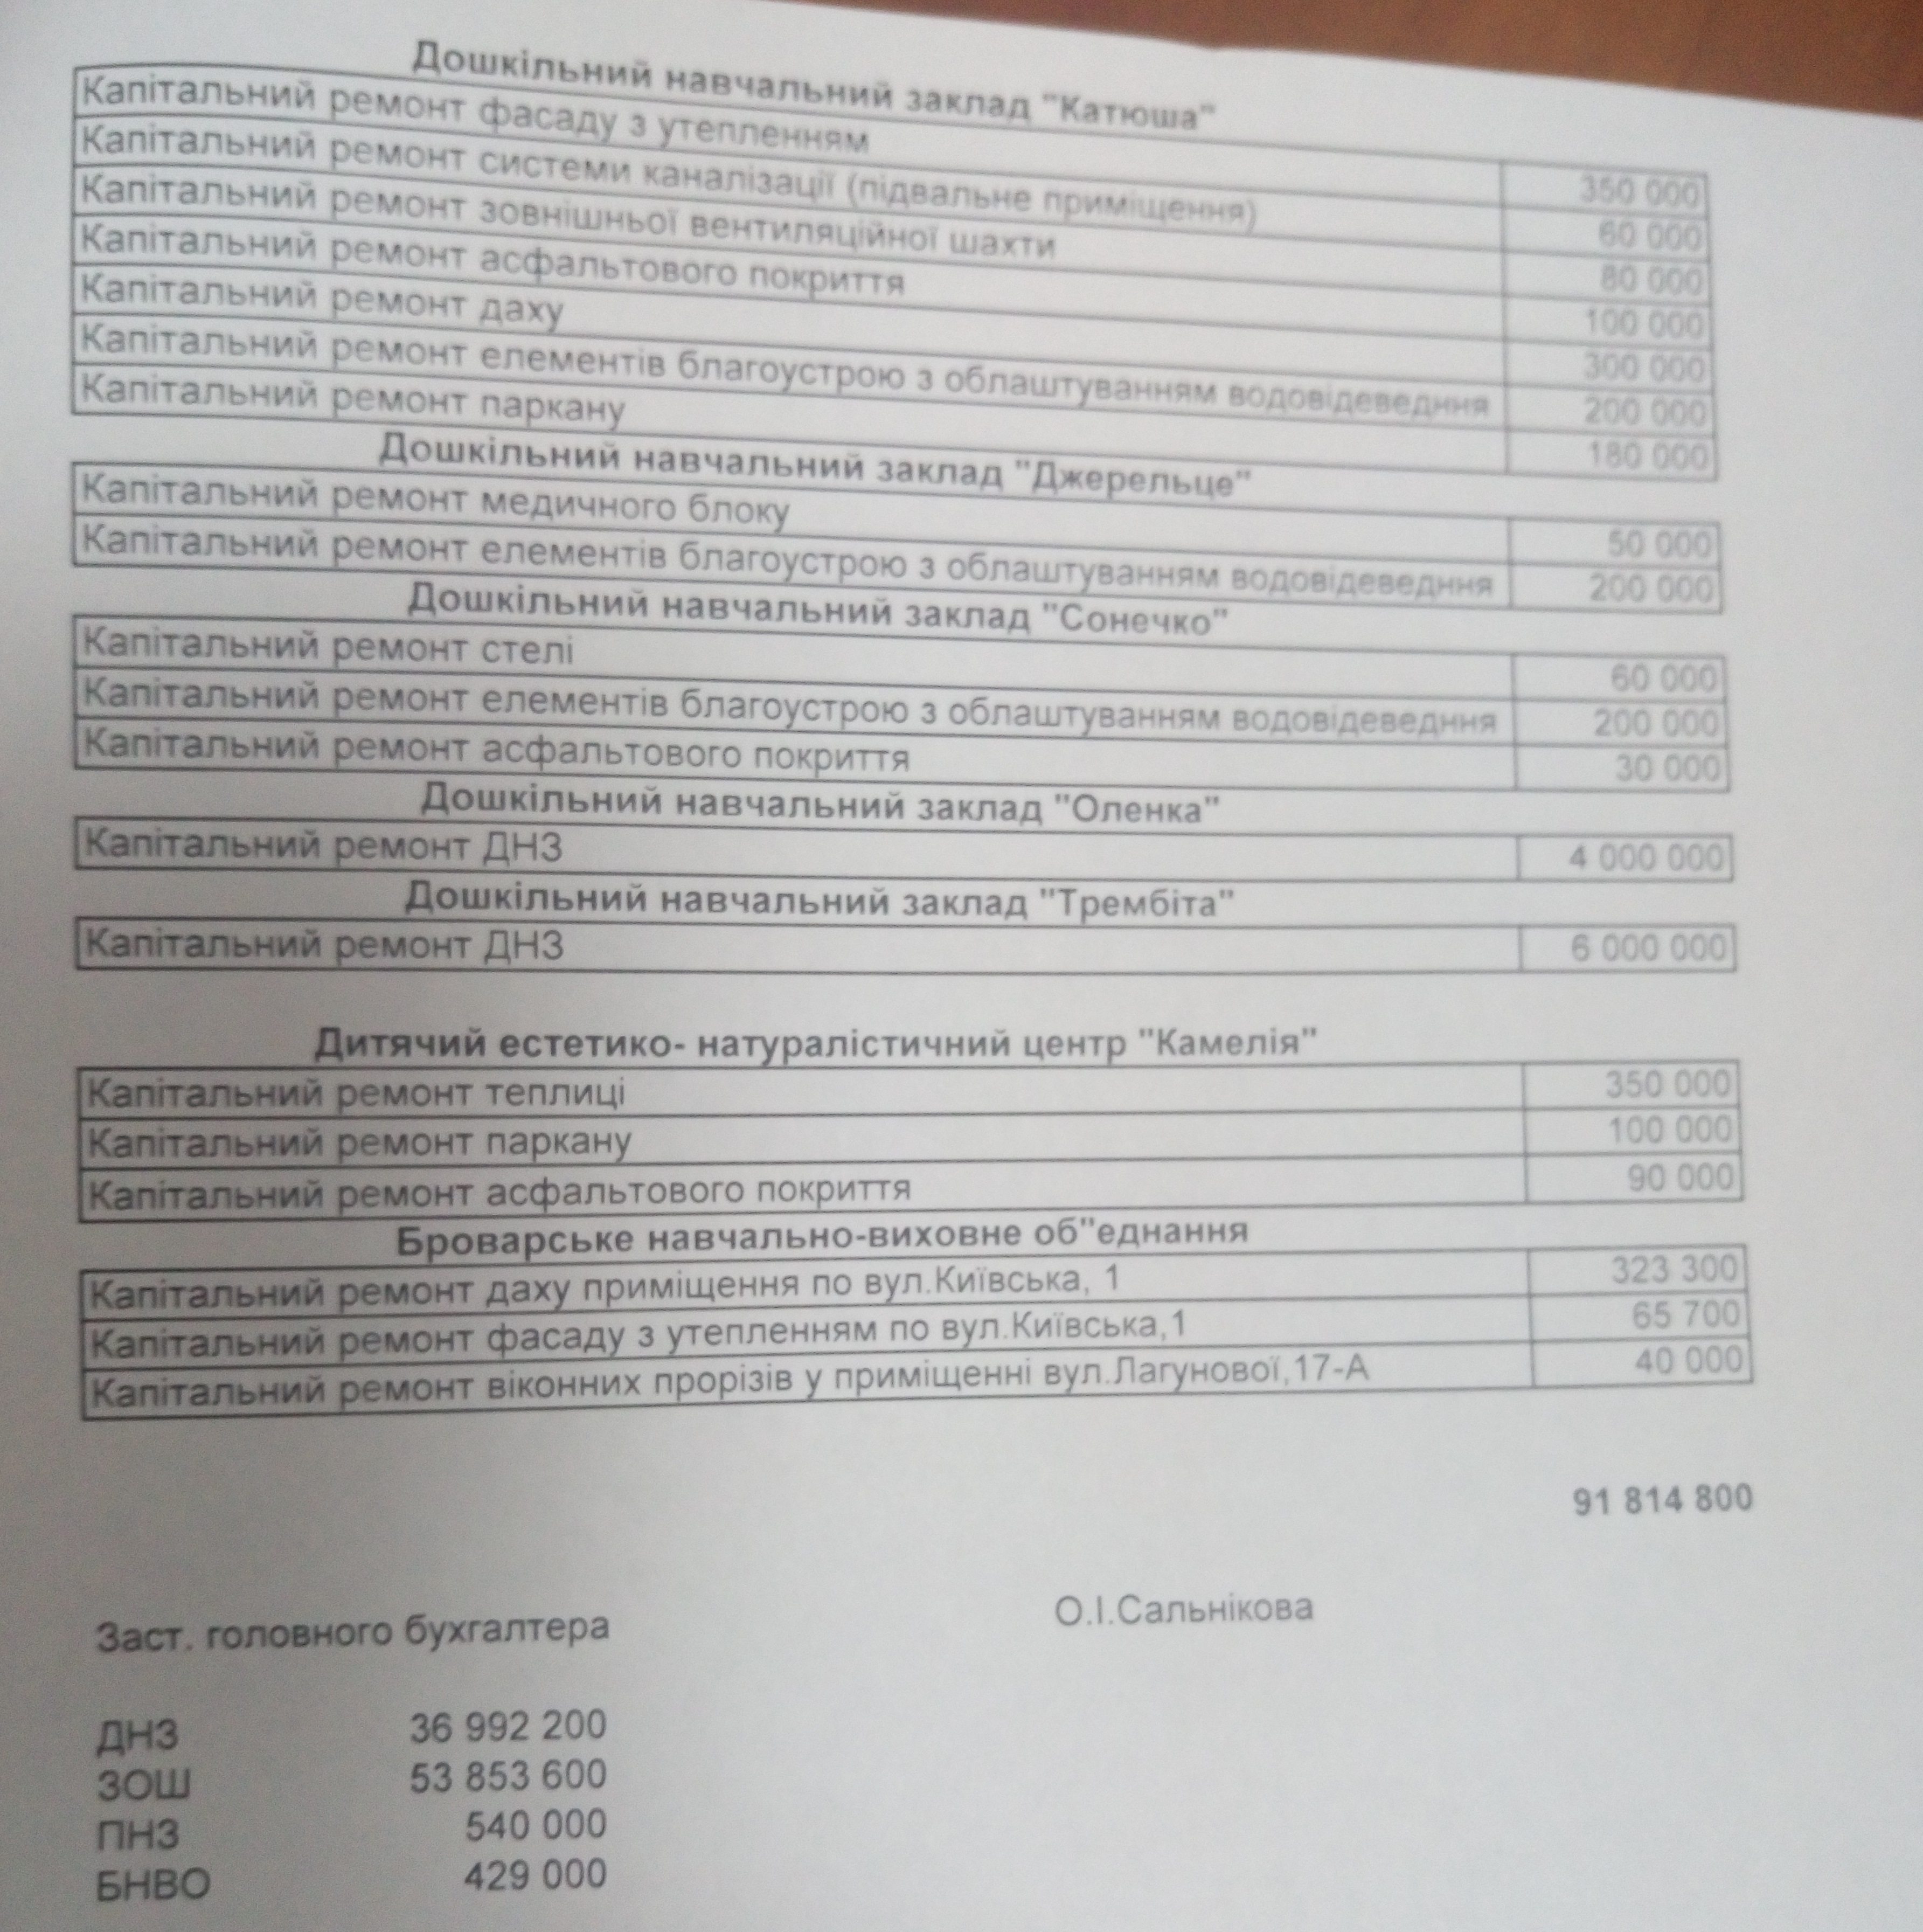 Дошкільний навчальний заклад "Катюша"
Капітальний ремонт фасаду з утепленням 350 000
Капітальний ремонт системи каналізації (підвальне приміщення) 60 000
Капітальний ремонт зовнішньої вентиляційної шахти 80 000
Капітальний ремонт асфальтового покриття 100 000
Капітальний ремонт даху 300 000
Капітальний ремонт елементів благоустрою з облаштуванням водовідеведння 200 000
Капітальний ремонт паркану 180 000
Дошкільний навчальний заклад "Джерельце"
Капітальний ремонт медичного блоку 50 000
Капітальний ремонт елементів благоустрою з облаштуванням водовідеведння 200 000
Дошкільний навчальний заклад "Сонечко"
Капітальний ремонт стелі 60 000
Капітальний ремонт елементів благоустрою з облаштуванням водовідеведння 200 000
Капітальний ремонт асфальтового покриття 30 000
Дошкільний навчальний заклад "Оленка"
Капітальний ремонт ДНЗ 4 000 000
Дошкільний навчальний заклад "Трембіта"
Капітальний ремонт ДНЗ 6 000 000
Дитячий естетико- натуралістичний центр "Камелія"
Капітальний ремонт теплиці 350 000
Капітальний ремонт паркану 100 000
Капітальний ремонт асфальтового покриття 90 000
Броварське навчально-виховне об"еднання
Капітальний ремонт даху приміщення по вул.Київська, 1 323 300
Капітальний ремонт фасаду з утепленням по вул.Київська,1 65 700
Капітальний ремонт віконних прорізів у приміщенні вул.Лагунової,17-А 40 000
91 814 800
Заст. головного бухгалтера О.І.Сальнікова
ДНЗ 36 992 200
ЗОШ 53 853 600
ПНЗ 540 000
БНВО 429 000